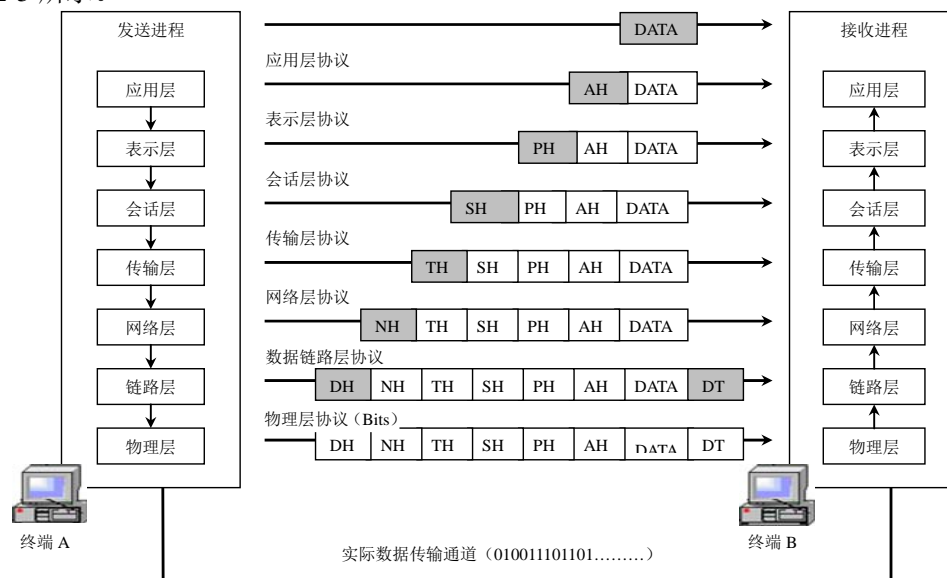 发送进程
DATA
接收进程
应用层协议
应用层
AH DATA
应用层
表示层协议
表示层
PH AH DATA
表示层
会话层协议
会话层
SH PH AH DATA
会话层
传输层协议
传输层
TH SH PH AH DATA
传输层
网络层协议
网络层
NH TH SH PH AH DATA
网络层
数据链路层协议
链路层
DH NH TH SH PH AH DATA DT
链路层
物理层协议（Bits）
物理层
DH NH TH SH PH AH DATA DT
物理层
终端 A
实际数据传输通道（010011101101………）
终端 B